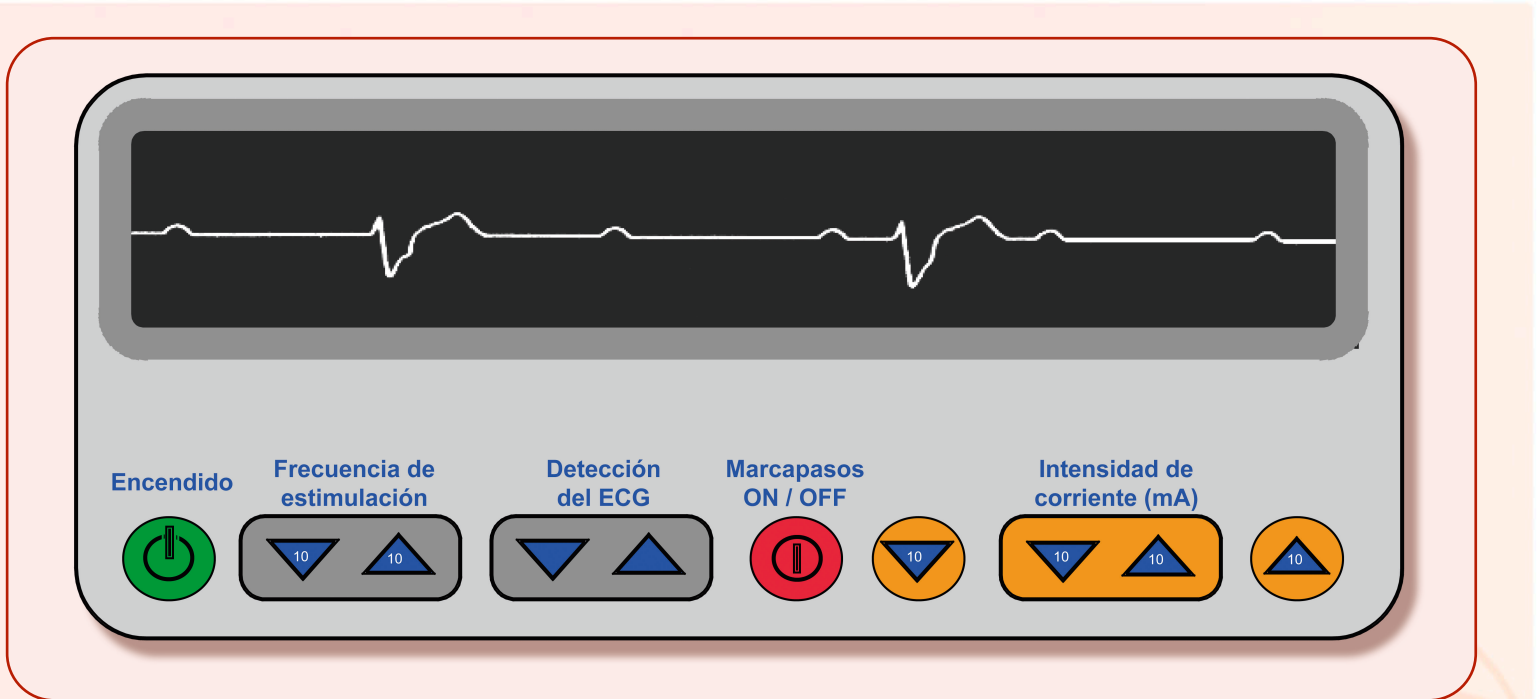 Encendido
Frecuencia de
estimulación
Detección
del ECG
Marcapasos
ON / OFF
Intensidad de
corriente (mA)
10
10
10
10
10
10